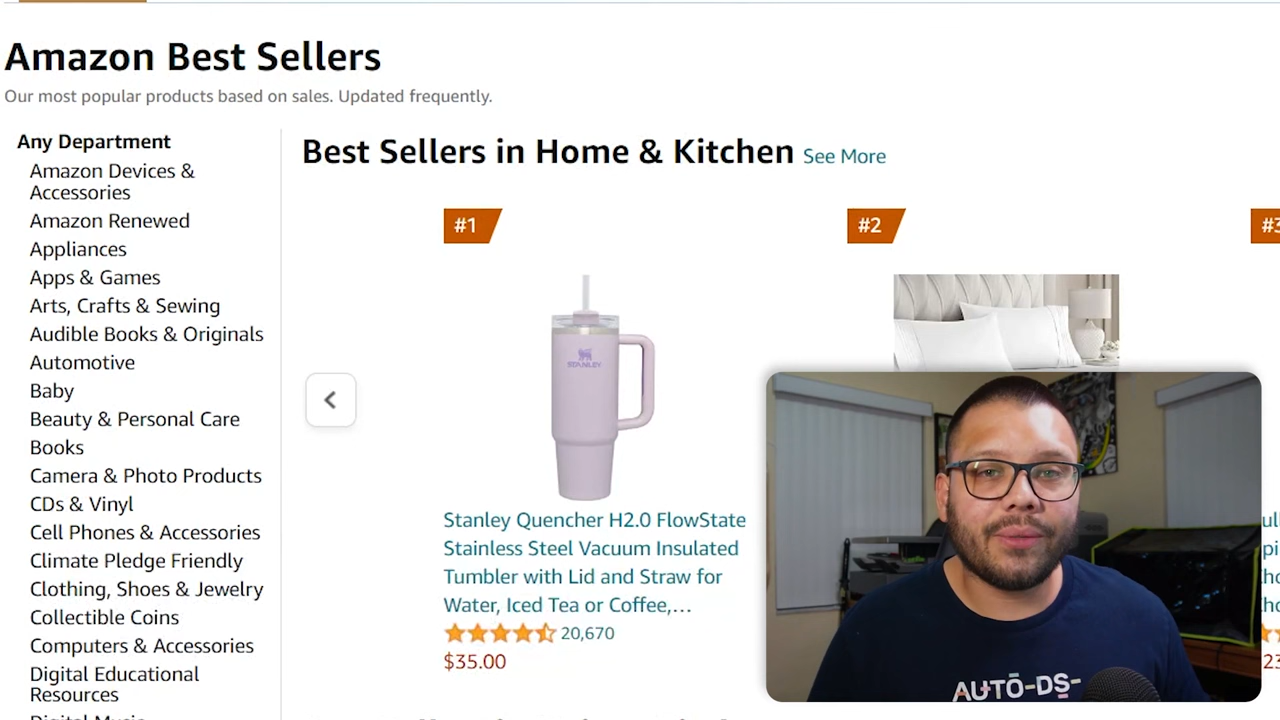 Amazon Best Sellers
Our most popular products based on sales. Updated frequently.
Any Department
Amazon Devices &
Accessories
Amazon Renewed
Appliances
Apps & Games
Arts, Crafts & Sewing
Audible Books & Originals
Automotive
Baby
Beauty & Personal Care
Books
Camera & Photo Products
CDs & Vinyl
Cell Phones & Accessories
Climate Pledge Friendly
Clothing, Shoes & Jewelry
Collectible Coins
Computers & Accessories
Digital Educational
Resources
Digital Music
Best Sellers in Home & Kitchen See More
#1
#2
#3
STANLEY
Stanley Quencher H2.0 FlowState
Stainless Steel Vacuum Insulated
Tumbler with Lid and Straw for
Water, Iced Tea or Coffee,...
20,670
$35.00
AUTO-DS-